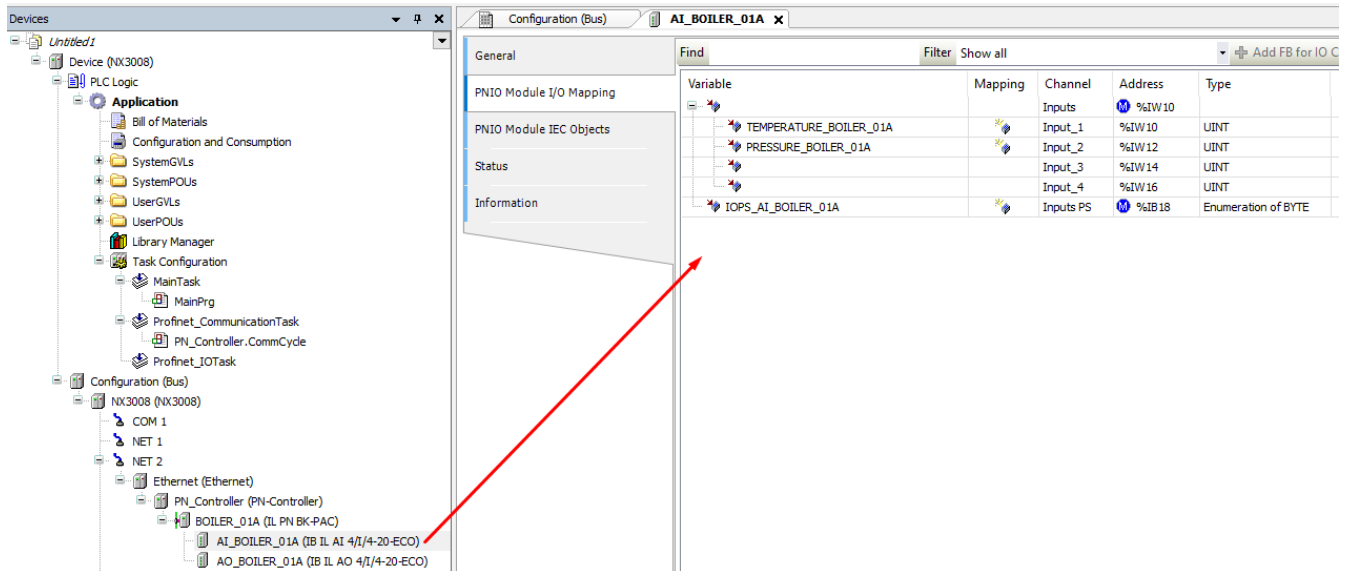 Devices
Untitled1
Device (NX3008)
PLC Logic
Application
Bill of Materials
Configuration and Consumption
SystemGVLs
SystemPOUs
UserGVLs
UserPOUs
Library Manager
Task Configuration
MainTask
MainPrg
Profinet_CommunicationTask
PN_Controller.CommCycle
Profinet_IOTask
Configuration (Bus)
NX3008 (NX3008)
COM 1
NET 1
NET 2
Ethernet (Ethernet)
PN_Controller (PN-Controller)
BOILER_01A (IL PN BK-PAC)
AI_BOILER_01A (IB IL AI 4/I/4-20-ECO)
AO_BOILER_01A (IB IL AO 4/I/4-20-ECO)
Configuration (Bus) AI_BOILER_01A
General
PNIO Module I/O Mapping
PNIO Module IEC Objects
Status
Information
Find Filter Show all Add FB for IO C
Variable Mapping Channel Address Type
Inputs %IW10
TEMPERATURE_BOILER_01A Input_1 %IW10 UINT
PRESSURE_BOILER_01A Input_2 %IW12 UINT
Input_3 %IW14 UINT
Input_4 %IW16 UINT
IOPS_AI_BOILER_01A Inputs PS %IB18 Enumeration of BYTE